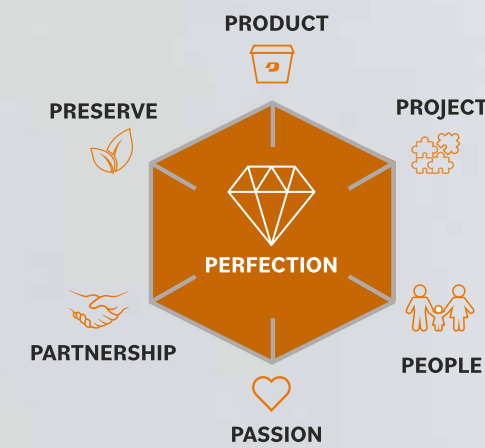 PRODUCT
PRESERVE
PROJECT
PERFECTION
PARTNERSHIP
PEOPLE
PASSION